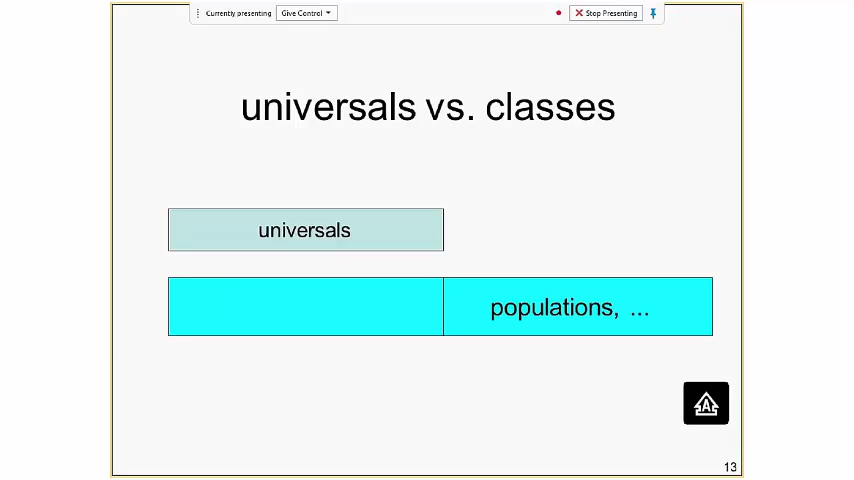 Currently presenting Give Control Stop Presenting
universals vs. classes
universals
populations, ...
A
13